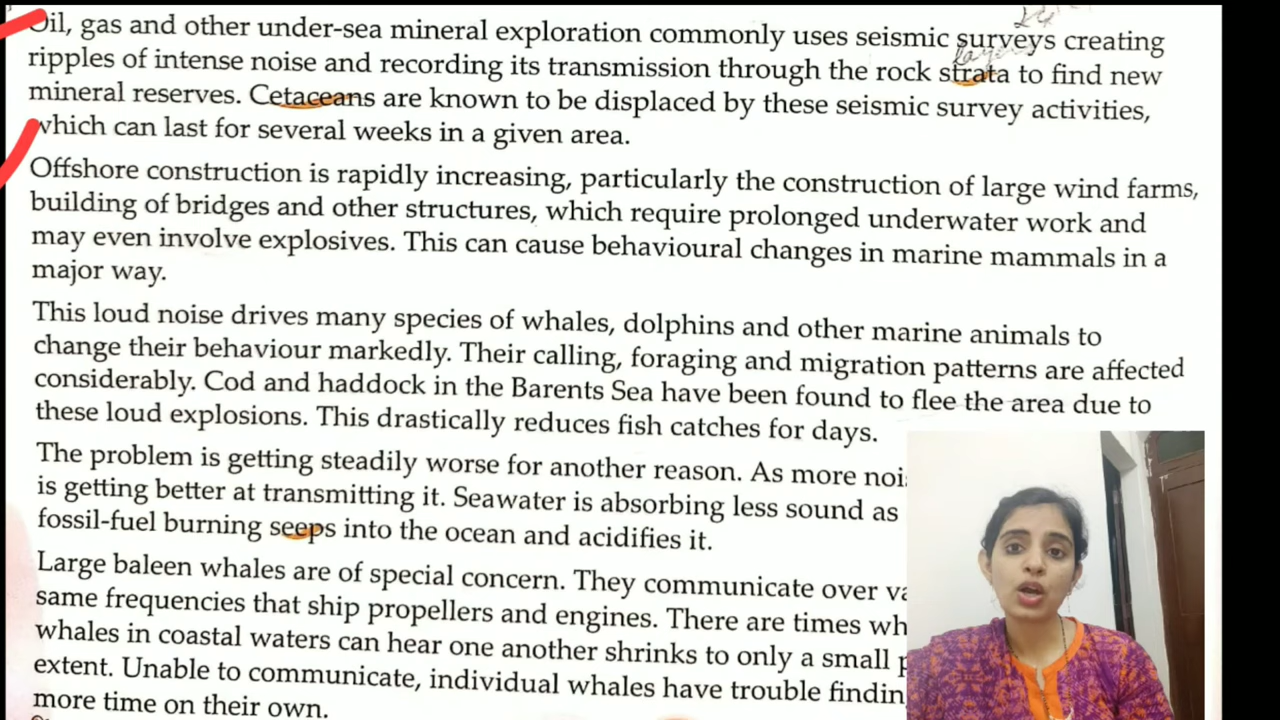 Oil, gas and other under-sea mineral exploration commonly uses seismic surveys creating
layers
ripples of intense noise and recording its transmission through the rock strata to find new
mineral reserves. Cetaceans are known to be displaced by these seismic survey activities,
which can last for several weeks in a given area.
Offshore construction is rapidly increasing, particularly the construction of large wind farms,
building of bridges and other structures, which require prolonged underwater work and
may even involve explosives. This can cause behavioural changes in marine mammals in a
major way.
This loud noise drives many species of whales, dolphins and other marine animals to
change their behaviour markedly. Their calling, foraging and migration patterns are affected
considerably. Cod and haddock in the Barents Sea have been found to flee the area due to
these loud explosions. This drastically reduces fish catches for days.
The problem is getting steadily worse for another reason. As more
is getting better at transmitting it. Seawater is absorbing less sound as
fossil-fuel burning seeps into the ocean and acidifies it.
Large baleen whales are of special concern. They communicate over
same frequencies that ship propellers and engines. There are times
whales in coastal waters can hear one another shrinks to only a small
extent. Unable to communicate, individual whales have trouble
more time on their own.